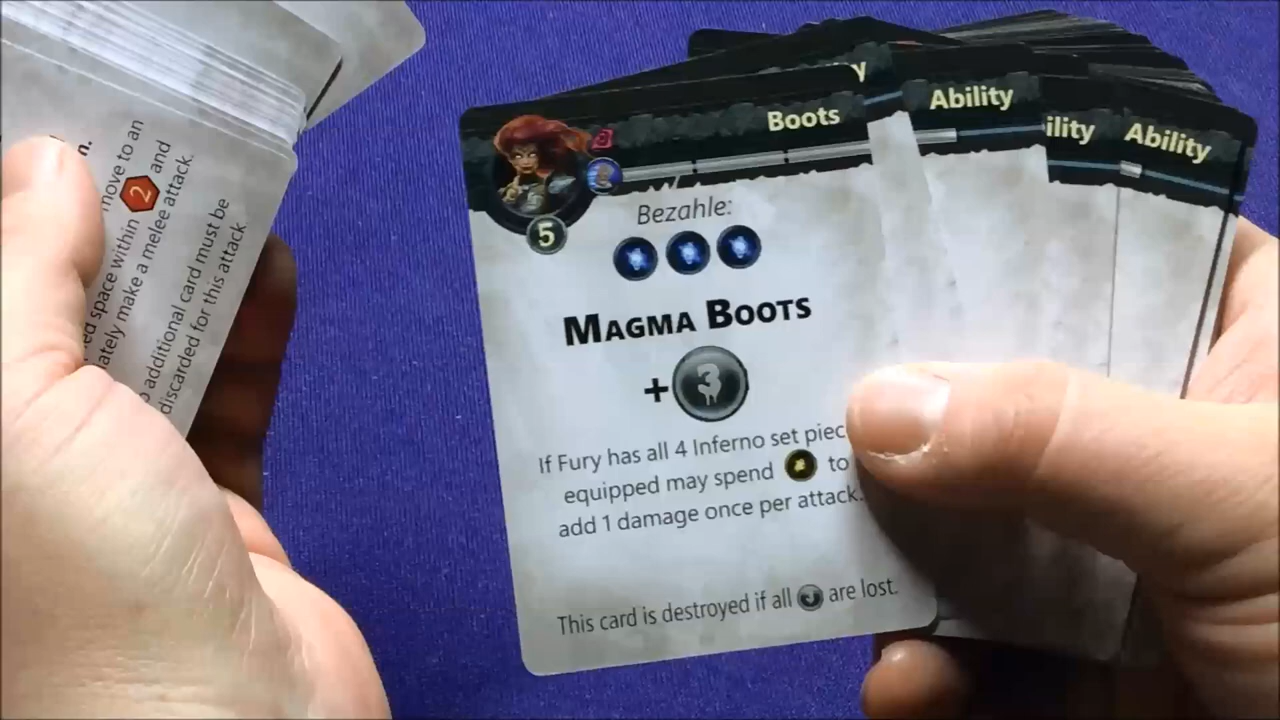 n.
move to an
2
ed space within
and
ately make a melee attack.
o additional card must be
discarded for this attack
Boots
y
Ability
ility
Ability
5
Bezahle:
MAGMA BOOTS
+3
If Fury has all 4 Inferno set piec
equipped may spend to
add 1 damage once per attack.
This card is destroyed if all are lost.